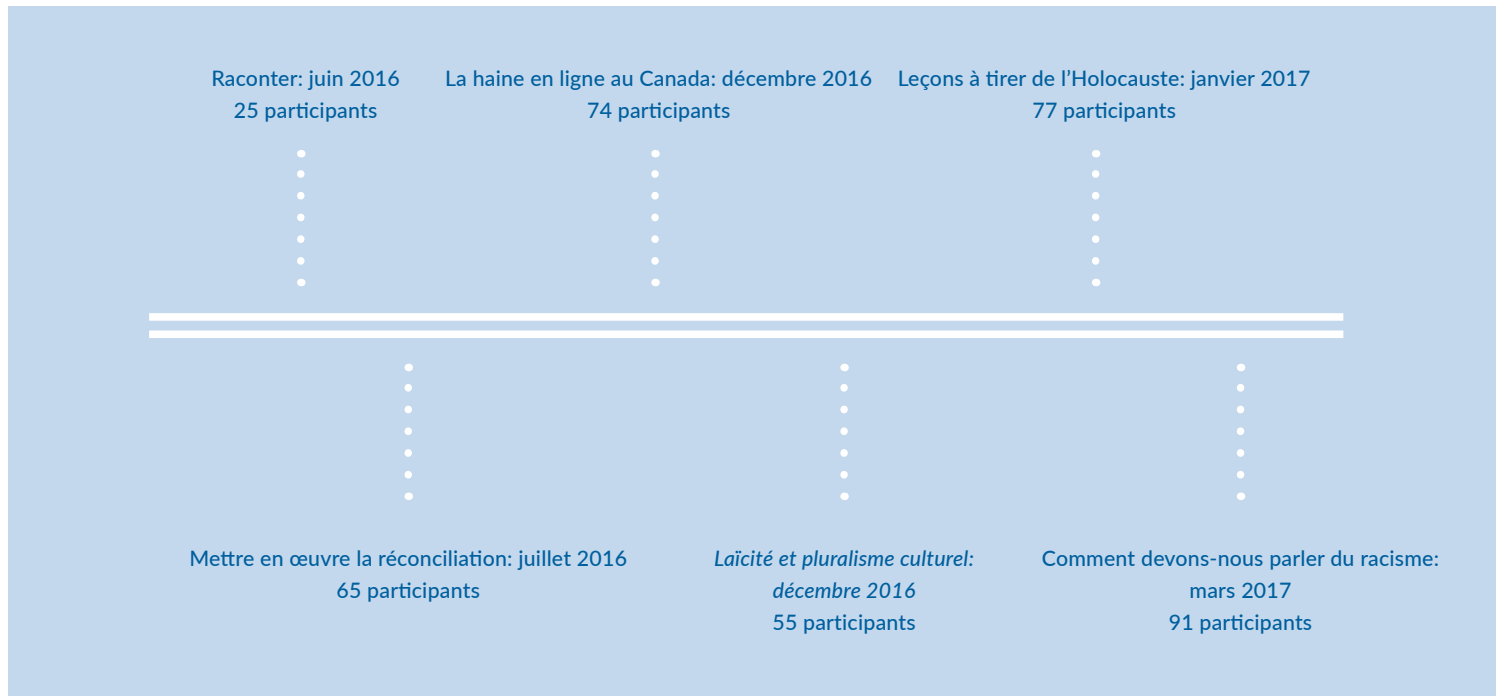 Raconter: juin 2016
25 participants
La haine en ligne au Canada: décembre 2016
74 participants
Leçons à tirer de l’Holocauste: janvier 2017
77 participants
Mettre en œuvre la réconciliation: juillet 2016
65 participants
Laïcité et pluralisme culturel:
décembre 2016
55 participants
Comment devons-nous parler du racisme:
mars 2017
91 participants